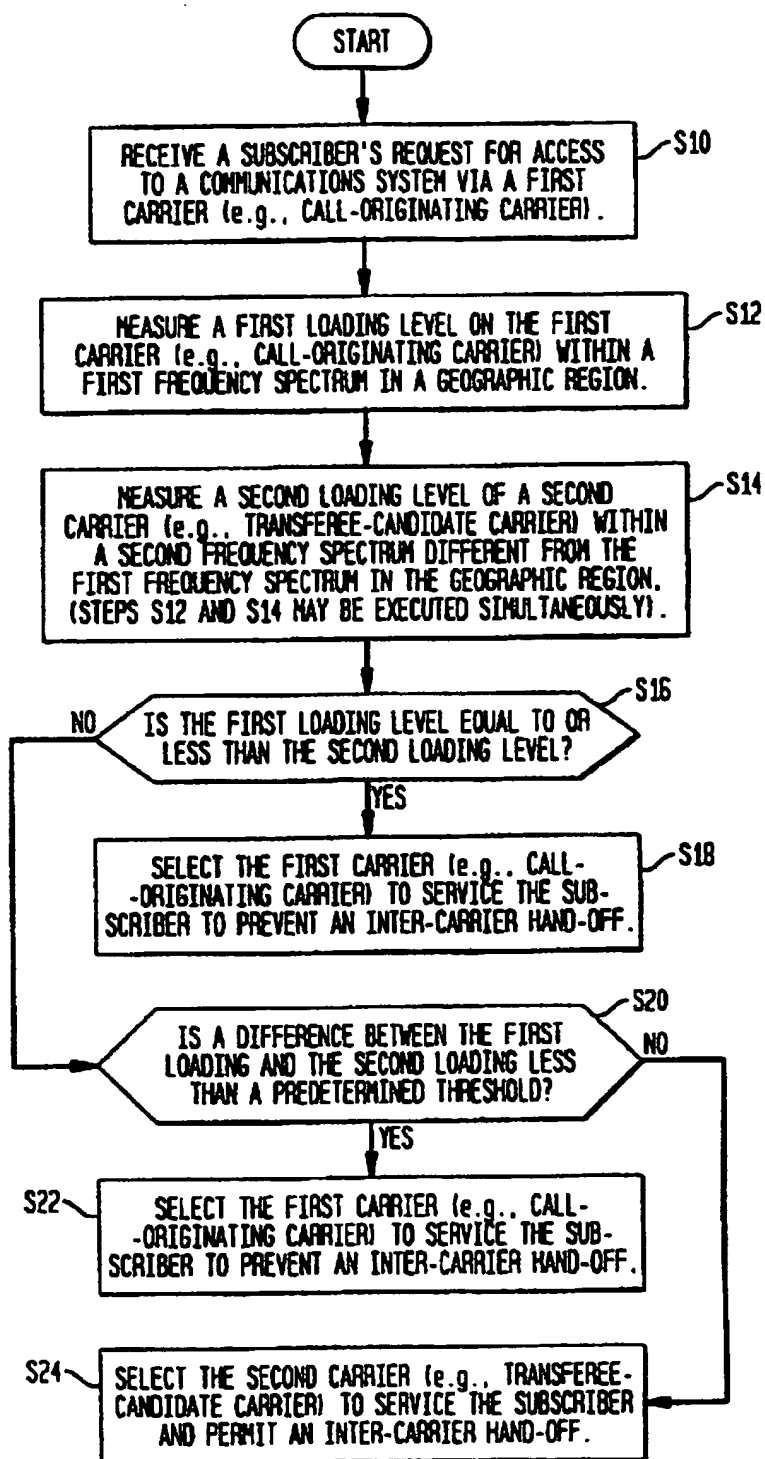 START
RECEIVE A SUBSCRIBER'S REQUEST FOR ACCESS
TO A COMMUNICATIONS SYSTEM VIA A FIRST
CARRIER (e.g., CALL-ORIGINATING CARRIER).
S10
MEASURE A FIRST LOADING LEVEL ON THE FIRST
CARRIER (e.g., CALL-ORIGINATING CARRIER) WITHIN A
FIRST FREQUENCY SPECTRUM IN A GEOGRAPHIC REGION.
S12
MEASURE A SECOND LOADING LEVEL OF A SECOND
CARRIER (e.g., TRANSFEREE-CANDIDATE CARRIER) WITHIN
A SECOND FREQUENCY SPECTRUM DIFFERENT FROM THE
FIRST FREQUENCY SPECTRUM IN THE GEOGRAPHIC REGION.
(STEPS S12 AND S14 MAY BE EXECUTED SIMULTANEOUSLY).
S14
IS THE FIRST LOADING LEVEL EQUAL TO OR
LESS THAN THE SECOND LOADING LEVEL?
S16
NO
YES
SELECT THE FIRST CARRIER (e.g., CALL-
-ORIGINATING CARRIER) TO SERVICE THE SUB-
SCRIBER TO PREVENT AN INTER-CARRIER HAND-OFF.
S18
IS A DIFFERENCE BETWEEN THE FIRST
LOADING AND THE SECOND LOADING LESS
THAN A PREDETERMINED THRESHOLD?
S20
NO
YES
S22
SELECT THE FIRST CARRIER (e.g., CALL-
-ORIGINATING CARRIER) TO SERVICE THE SUB-
SCRIBER TO PREVENT AN INTER-CARRIER HAND-OFF.
S24
SELECT THE SECOND CARRIER (e.g., TRANSFEREE-
CANDIDATE CARRIER) TO SERVICE THE SUBSCRIBER
AND PERMIT AN INTER-CARRIER HAND-OFF.